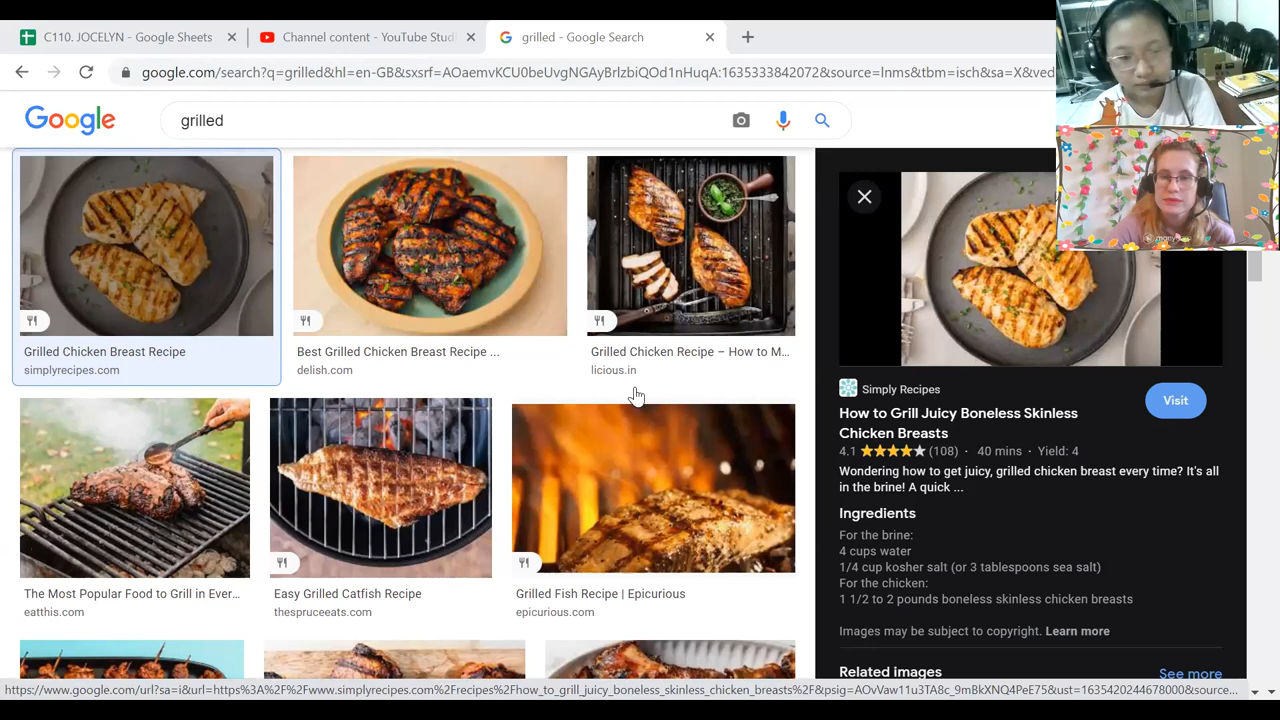 C110. JOCELYN - Google Sheets
Channel content - YouTube Stud
grilled - Google Search
google.com/search?q=grilled&hl=en-GB&sxsrf=AOaemvKCU0beUvgNGAyBrlzbiQOd1nHuqA:1635333842072&source=lnms&tbm=isch&sa=X&ved
Google
grilled
Grilled Chicken Breast Recipe
simplyrecipes.com
Best Grilled Chicken Breast Recipe ...
delish.com
Grilled Chicken Recipe – How to M...
licious.in
The Most Popular Food to Grill in Ever...
eatthis.com
Easy Grilled Catfish Recipe
thespruceeats.com
Grilled Fish Recipe | Epicurious
epicurious.com
Simply Recipes
Visit
How to Grill Juicy Boneless Skinless
Chicken Breasts
4.1 ★★★★★ (108) · 40 mins · Yield: 4
Wondering how to get juicy, grilled chicken breast every time? It's all
in the brine! A quick ...
Ingredients
For the brine:
4 cups water
1/4 cup kosher salt (or 3 tablespoons sea salt)
For the chicken:
1 1/2 to 2 pounds boneless skinless chicken breasts
Images may be subject to copyright. Learn more
Related images
See more
https://www.google.com/url?sa=i&url=https%3A%2F%2Fwww.simplyrecipes.com%2Frecipes%2Fhow_to_grill_juicy_boneless_skinless_chicken_breasts%2F&psig=AOvVaw11u3TA8c_9mBkXNQ4PeE75&ust=1635420244678000&source...